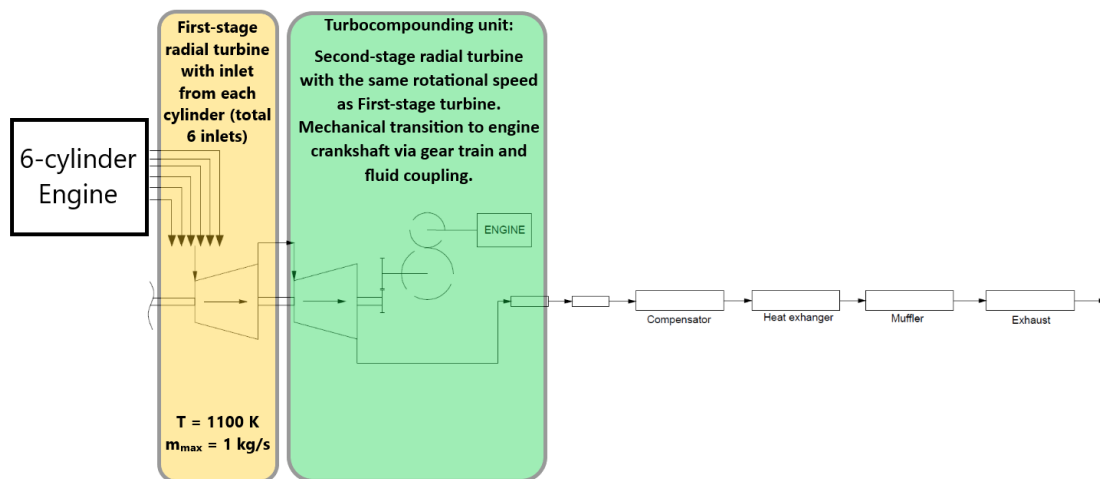 First-stage
radial turbine
with inlet
from each
cylinder (total
6 inlets)
Turbocompounding unit:
Second-stage radial turbine
with the same rotational speed
as First-stage turbine.
Mechanical transition to engine
crankshaft via gear train and
fluid coupling.
6-cylinder
Engine
ENGINE
Compensator
Heat exhanger
Muffler
Exhaust
T = 1100 K
mmax = 1 kg/s